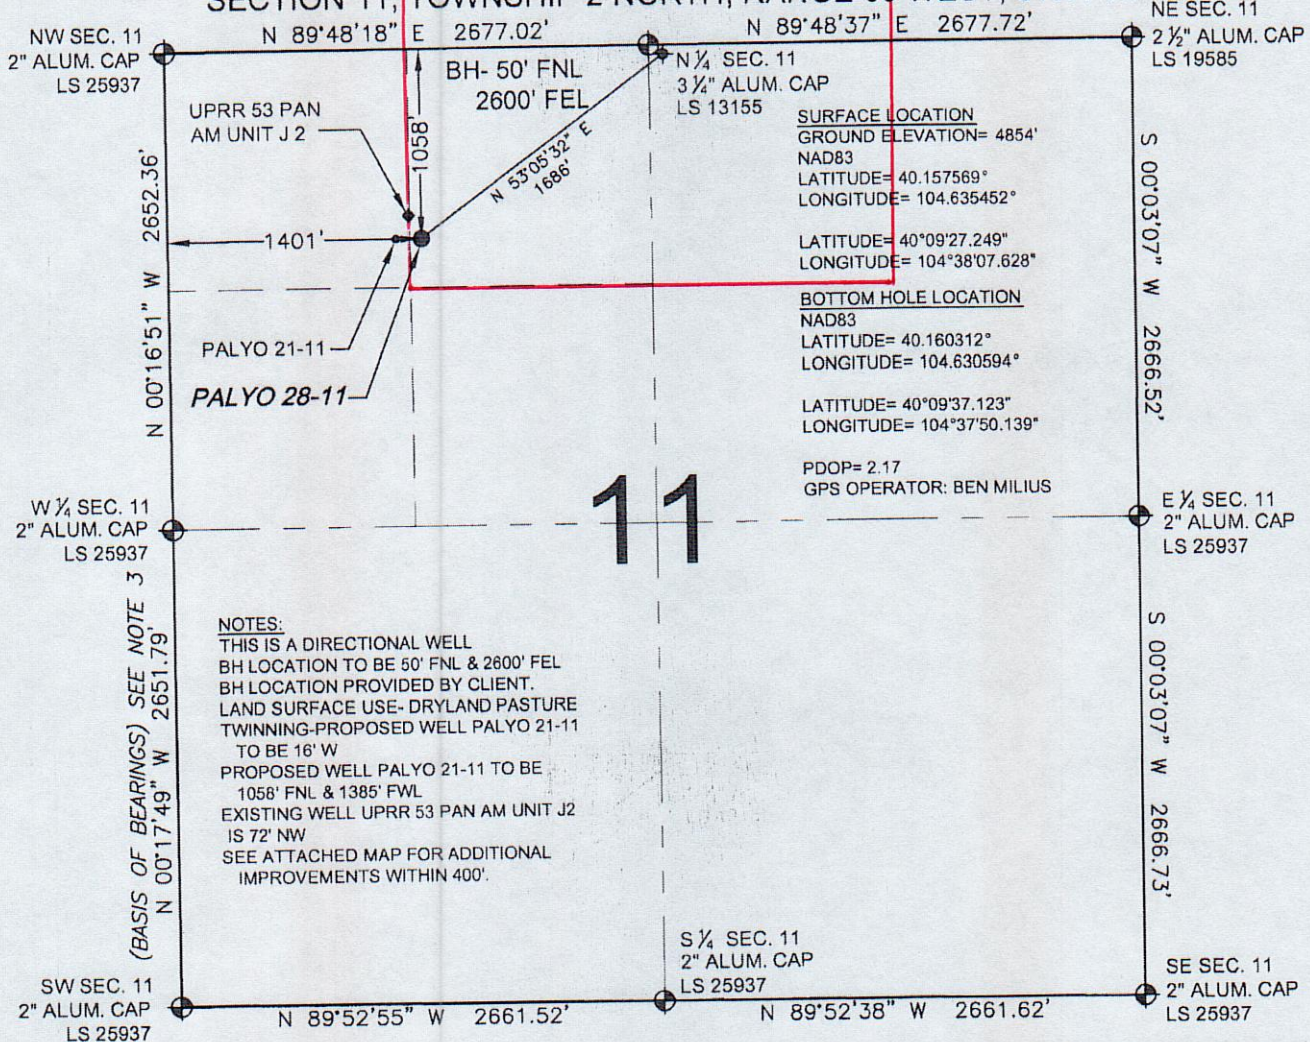 SECTION 11, TOWNSHIP 2 NORTH, RANGE
N 89°48'18" E 2677.02'
N 89°48'37" E 2677.72'
NW SEC. 11
2" ALUM. CAP
LS 25937
NE SEC. 11
2 ½" ALUM. CAP
LS 19585
BH- 50' FNL
2600' FEL
N ¼ SEC. 11
3 ¼" ALUM. CAP
LS 13155
UPRR 53 PAN
AM UNIT J 2
1058'
N 53°05'32" E
1686'
1401'
N 00°16'51" W 2652.36'
PALYO 21-11
PALYO 28-11
SURFACE LOCATION
GROUND ELEVATION= 4854'
NAD83
LATITUDE= 40.157569°
LONGITUDE= 104.635452°
LATITUDE= 40°09'27.249"
LONGITUDE= 104°38'07.628"
BOTTOM HOLE LOCATION
NAD83
LATITUDE= 40.160312°
LONGITUDE= 104.630594°
LATITUDE= 40°09'37.123"
LONGITUDE= 104°37'50.139"
PDOP= 2.17
GPS OPERATOR: BEN MILIUS
S 00°03'07" W 2666.52'
W ¼ SEC. 11
2" ALUM. CAP
LS 25937
11
E ¼ SEC. 11
2" ALUM. CAP
LS 25937
(BASIS OF BEARINGS) SEE NOTE 3
N 00°17'49" W 2651.79'
NOTES:
THIS IS A DIRECTIONAL WELL
BH LOCATION TO BE 50' FNL & 2600' FEL
BH LOCATION PROVIDED BY CLIENT.
LAND SURFACE USE- DRYLAND PASTURE
TWINNING-PROPOSED WELL PALYO 21-11
TO BE 16' W
PROPOSED WELL PALYO 21-11 TO BE
1058' FNL & 1385' FWL
EXISTING WELL UPRR 53 PAN AM UNIT J2
IS 72' NW
SEE ATTACHED MAP FOR ADDITIONAL
IMPROVEMENTS WITHIN 400'.
S 00°03'07" W 2666.73'
S ¼ SEC. 11
2" ALUM. CAP
LS 25937
SW SEC. 11
2" ALUM. CAP
LS 25937
SE SEC. 11
2" ALUM. CAP
LS 25937
N 89°52'55" W 2661.52'
N 89°52'38" W 2661.62'